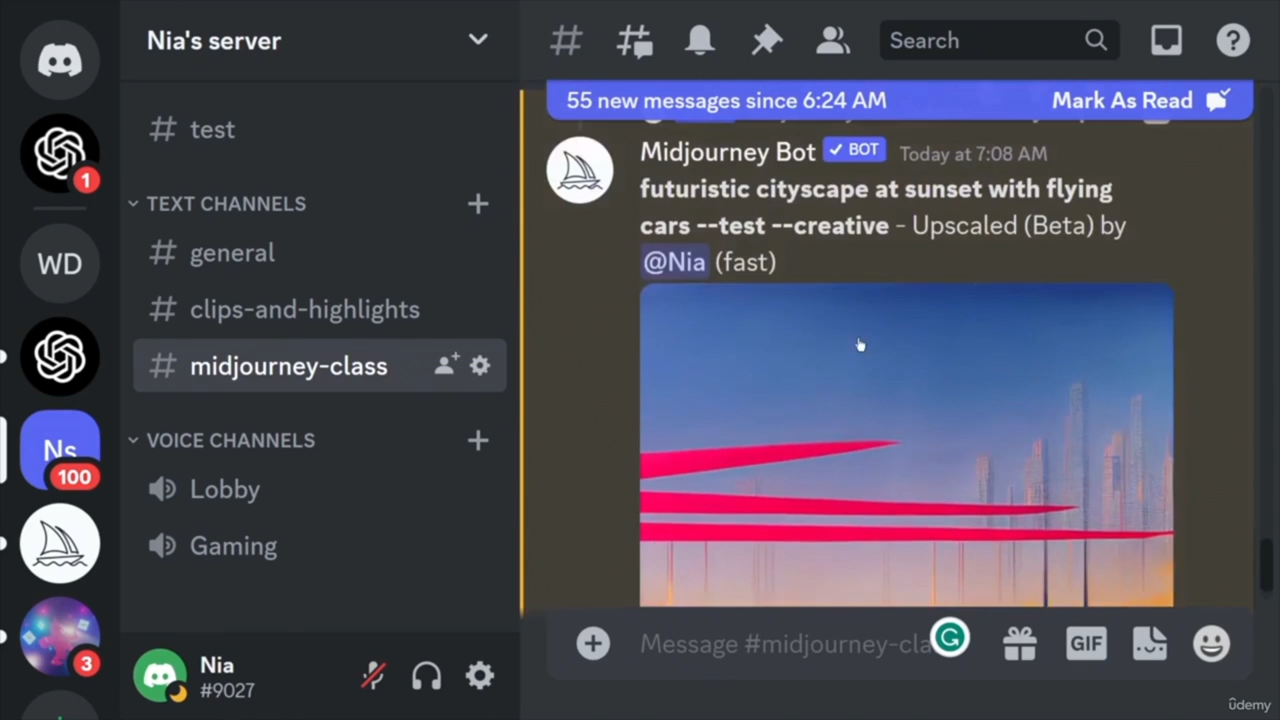 Nia's server
Search
55 new messages since 6:24 AM
Mark As Read
test
Midjourney Bot
BOT
Today at 7:08 AM
futuristic cityscape at sunset with flying
cars --test --creative - Upscaled (Beta) by
@Nia (fast)
1
TEXT CHANNELS
general
WD
clips-and-highlights
midjourney-class
VOICE CHANNELS
Ns
100
Lobby
Gaming
3
Nia
#9027
Message #midjourney-cla
GIF
udemy